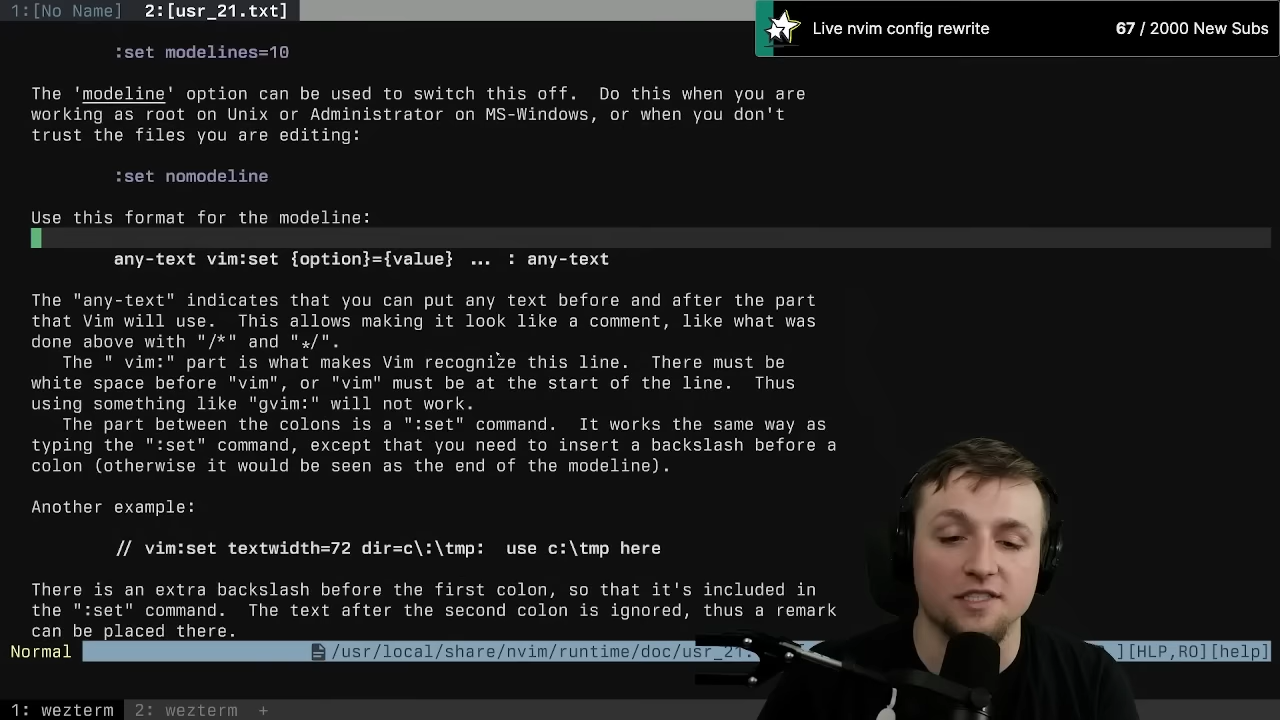 1:[No Name] 2:[usr_21.txt]
Live nvim config rewrite 67 / 2000 New Subs
:set modelines=10
The 'modeline' option can be used to switch this off.  Do this when you are
working as root on Unix or Administrator on MS-Windows, or when you don't
trust the files you are editing:
:set nomodeline
Use this format for the modeline:
any-text vim:set {option}={value} ... : any-text
The "any-text" indicates that you can put any text before and after the part
that Vim will use.  This allows making it look like a comment, like what was
done above with "/*" and "*/".
The " vim:" part is what makes Vim recognize this line.  There must be
white space before "vim", or "vim" must be at the start of the line.  Thus
using something like "gvim:" will not work.
The part between the colons is a ":set" command.  It works the same way as
typing the ":set" command, except that you need to insert a backslash before a
colon (otherwise it would be seen as the end of the modeline).
Another example:
// vim:set textwidth=72 dir=c\:\tmp:  use c:\tmp here
There is an extra backslash before the first colon, so that it's included in
the ":set" command.  The text after the second colon is ignored, thus a remark
can be placed there.
Normal /usr/local/share/nvim/runtime/doc/usr_21. ][HLP,RO][help]
1: wezterm 2: wezterm +